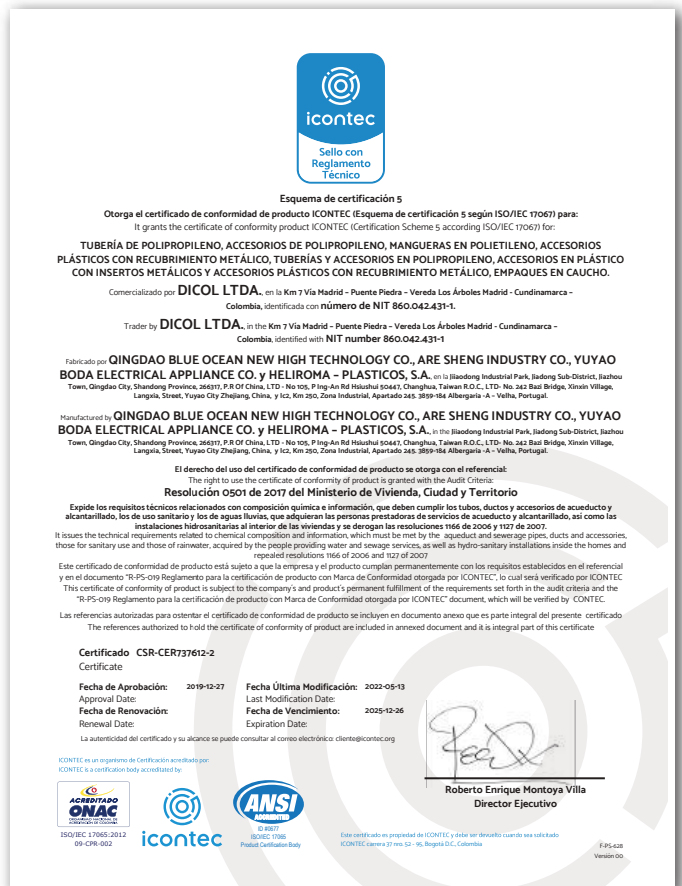 icontec
Sello con
Reglamento
Técnico
Esquema de certificación 5
Otorga el certificado de conformidad de producto ICONTEC (Esquema de certificación 5 según ISO/IEC 17067) para:
It grants the certificate of conformity product ICONTEC (Certification Scheme 5 according ISO/IEC 17067) for:
TUBERÍA DE POLIPROPILENO, ACCESORIOS DE POLIPROPILENO, MANGUERAS EN POLIETILENO, ACCESORIOS
PLÁSTICOS CON RECUBRIMIENTO METÁLICO, TUBERÍAS Y ACCESORIOS EN POLIPROPILENO, ACCESORIOS EN PLÁSTICO
CON INSERTOS METÁLICOS Y ACCESORIOS PLÁSTICOS CON RECUBRIMIENTO METÁLICO, EMPAQUES EN CAUCHO.
Comercializado por DICOL LTDA., en la Km 7 Vía Madrid – Puente Piedra – Vereda Los Árboles Madrid - Cundinamarca –
Colombia, identificada con número de NIT 860.042.431-1.
Trader by DICOL LTDA., in the Km 7 Vía Madrid – Puente Piedra – Vereda Los Árboles Madrid - Cundinamarca –
Colombia, identified with NIT number 860.042.431-1
Fabricado por QINGDAO BLUE OCEAN NEW HIGH TECHNOLOGY CO., ARE SHENG INDUSTRY CO., YUYAO
BODA ELECTRICAL APPLIANCE CO. y HELIROMA – PLASTICOS, S.A., en la Jiiaodong Industrial Park, Jiadong Sub-District, Jiazhou
Town, Qingdao City, Shandong Province, 266317, P.R Of China, LTD - No 105, P Ing-An Rd Hsiushui 50447, Changhua, Taiwan R.O.C., LTD- No. 242 Bazi Bridge, Xinxin Village,
Langxia, Street, Yuyao City Zhejiang, China, y Ic2, Km 250, Zona Industrial, Apartado 245. 3859-184 Albergaria -A – Velha, Portugal.
Manufactured by QINGDAO BLUE OCEAN NEW HIGH TECHNOLOGY CO., ARE SHENG INDUSTRY CO., YUYAO
BODA ELECTRICAL APPLIANCE CO. y HELIROMA – PLASTICOS, S.A., in the Jiiaodong Industrial Park, Jiadong Sub-District, Jiazhou
Town, Qingdao City, Shandong Province, 266317, P.R Of China, LTD - No 105, P Ing-An Rd Hsiushui 50447, Changhua, Taiwan R.O.C., LTD- No. 242 Bazi Bridge, Xinxin Village,
Langxia, Street, Yuyao City Zhejiang, China, y Ic2, Km 250, Zona Industrial, Apartado 245. 3859-184 Albergaria -A – Velha, Portugal.
El derecho del uso del certificado de conformidad de producto se otorga con el referencial:
The right to use the certificate of conformity of product is granted with the Audit Criteria:
Resolución 0501 de 2017 del Ministerio de Vivienda, Ciudad y Territorio
Expide los requisitos técnicos relacionados con composición química e información, que deben cumplir los tubos, ductos y accesorios de acueducto y
alcantarillado, los de uso sanitario y los de aguas lluvias, que adquieran las personas prestadoras de servicios de acueducto y alcantarillado, así como las
instalaciones hidrosanitarias al interior de las viviendas y se derogan las resoluciones 1166 de 2006 y 1127 de 2007.
It issues the technical requirements related to chemical composition and information, which must be met by the aqueduct and sewerage pipes, ducts and accessories,
those for sanitary use and those of rainwater, acquired by the people providing water and sewage services, as well as hydro-sanitary installations inside the homes and
repealed resolutions 1166 of 2006 and 1127 of 2007
Este certificado de conformidad de producto está sujeto a que la empresa y el producto cumplan permanentemente con los requisitos establecidos en el referencial
y en el documento “R-PS-019 Reglamento para la certificación de producto con Marca de Conformidad otorgada por ICONTEC”, lo cual será verificado por ICONTEC
This certificate of conformity of product is subject to the company´s and product’s permanent fulfillment of the requirements set forth in the audit criteria and the
“R-PS-019 Reglamento para la certificación de producto con Marca de Conformidad otorgada por ICONTEC” document, which will be verified by CONTEC.
Las referencias autorizadas para ostentar el certificado de conformidad de producto se incluyen en documento anexo que es parte integral del presente certificado
The references authorized to hold the certificate of conformity of product are included in annexed document and it is integral part of this certificate
Certificado CSR-CER737612-2
Certificate
Fecha de Aprobación: 2019-12-27 Fecha Última Modificación: 2022-05-13
Approval Date: Last Modification Date:
Fecha de Renovación: Fecha de Vencimiento: 2025-12-26
Renewal Date: Expiration Date:
La autenticidad del certificado y su alcance se puede consultar al correo electrónico: cliente@icontec.org
ICONTEC es un organismo de Certificación acreditado por:
ICONTEC is a certification body accreditated by:
Roberto Enrique Montoya Villa
Director Ejecutivo
ACREDITADO
ONAC
ORGANISMO NACIONAL DE
ACREDITACIÓN DE COLOMBIA
ISO/IEC 17065:2012
09-CPR-002
icontec
ANSI
ACCREDITED
ID #0677
ISO/IEC 17065
Product Certification Body
Este certificado es propiedad de ICONTEC y debe ser devuelto cuando sea solicitado
ICONTEC carrera 37 nro. 52 - 95, Bogotá D.C., Colombia
F-PS-628
Versión 00